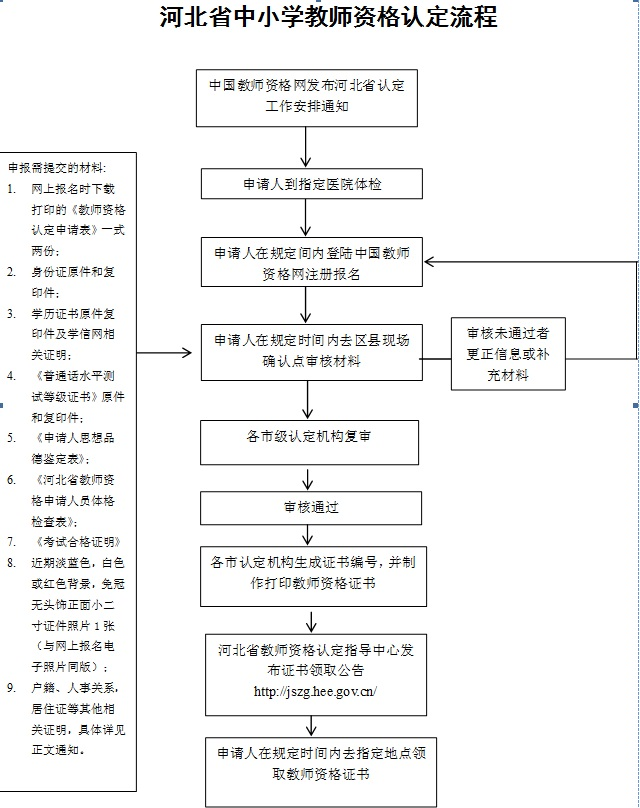 河北省中小学教师资格认定流程
中国教师资格网发布河北省认定
工作安排通知
申请人到指定医院体检
申请人在规定间内登陆中国教师
资格网注册报名
申请人在规定时间内去区县现场
确认点审核材料
审核未通过者
更正信息或补
充材料
各市级认定机构复审
审核通过
各市认定机构生成证书编号，并制
作打印教师资格证书
河北省教师资格认定指导中心发
布证书领取公告
http://jszg.hee.gov.cn/
申请人在规定时间内去指定地点领
取教师资格证书
申报需提交的材料:
1. 网上报名时下载
打印的《教师资格
认定申请表》一式
两份；
2. 身份证原件和复
印件；
3. 学历证书原件复
印件及学信网相
关证明；
4. 《普通话水平测
试等级证书》原件
和复印件；
5. 《申请人思想品
德鉴定表》；
6. 《河北省教师资
格申请人员体格
检查表》；
7. 《考试合格证明》
8. 近期淡蓝色，白色
或红色背景，免冠
无头饰正面小二
寸证件照片 1 张
（与网上报名电
子照片同版）；
9. 户籍、人事关系，
居住证等其他相
关证明，具体详见
正文通知。